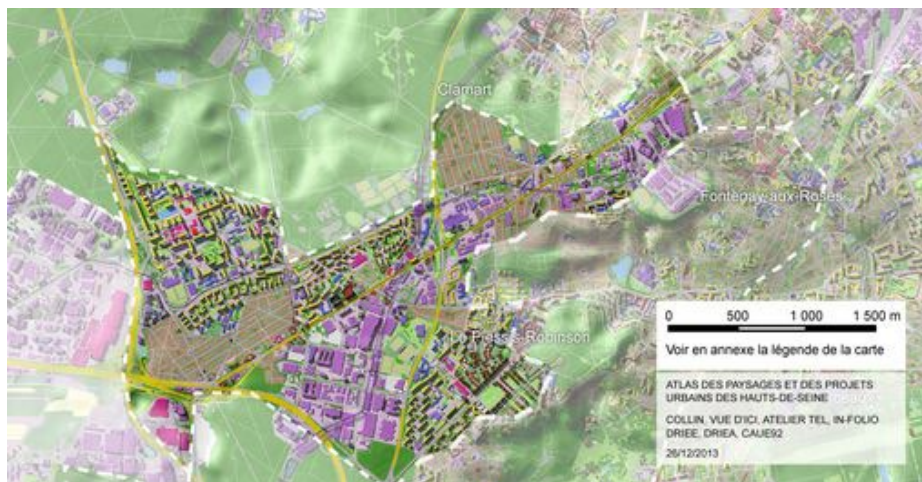 Clamart
Fontenay-aux-Roses
Le Plessis-Robinson
0 500 1 000 1 500 m
Voir en annexe la légende de la carte
ATLAS DES PAYSAGES ET DES PROJETS
URBAINS DES HAUTS-DE-SEINE
COLLIN, VUE D'ICI, ATELIER TEL, IN-FOLIO
DRIEE, DRIEA, CAUE92
26/12/2013